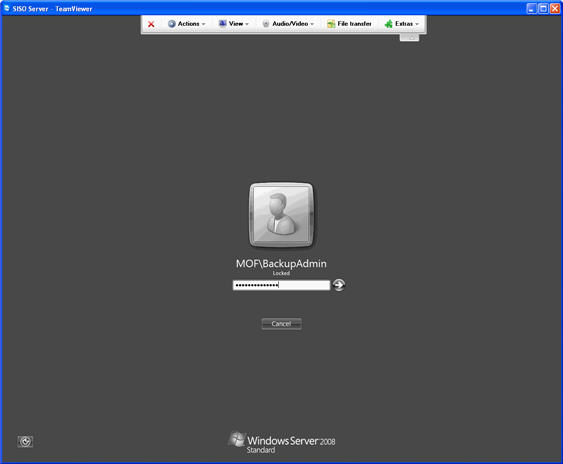 SISO Server - TeamViewer
Actions View Audio/Video File transfer Extras
MOF\BackupAdmin
Locked
Cancel
Windows Server 2008
Standard